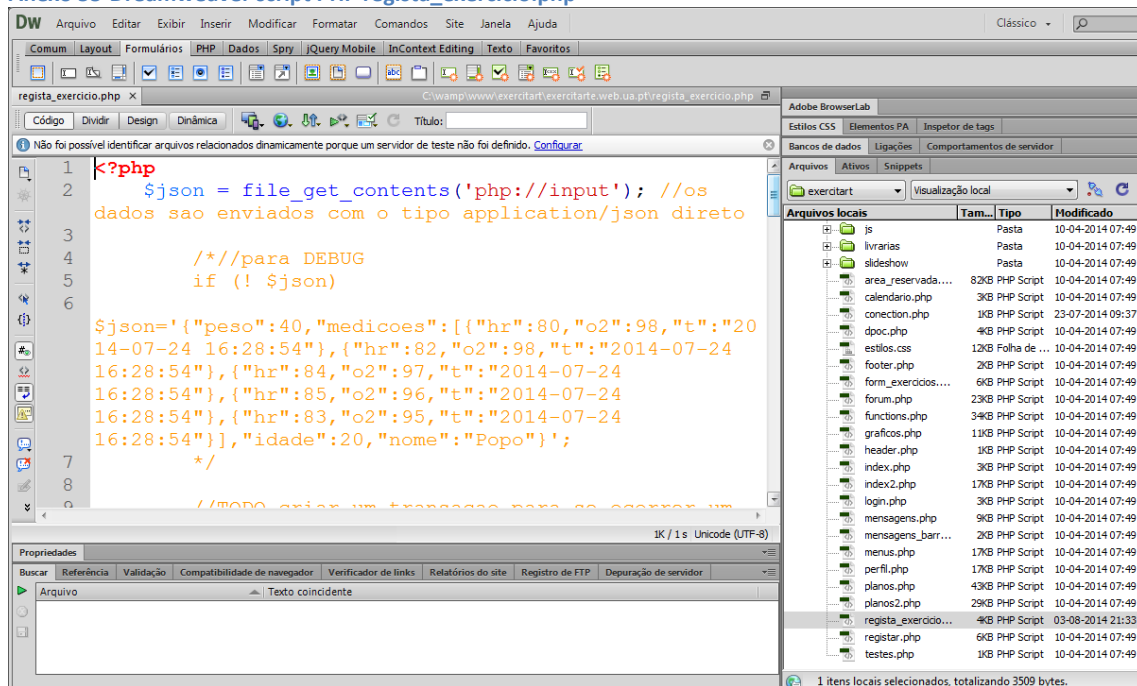 Dw Arquivo Editar Exibir Inserir Modificar Formatar Comandos Site Janela Ajuda Clássico
Comum Layout Formulários PHP Dados Spry jQuery Mobile InContext Editing Texto Favoritos
regista_exercicio.php × C:\wamp\www\exercitart\exercitarte.web.ua.pt\regista_exercicio.php
Código Dividir Design Dinâmica Título:
Não foi possível identificar arquivos relacionados dinamicamente porque um servidor de teste não foi definido. Configurar
1 <?php
2 $json = file_get_contents('php://input'); //os
dados sao enviados com o tipo application/json direto
3
4 /*//para DEBUG
5 if (! $json)
6
$json='{"peso":40,"medicoes":[{"hr":80,"o2":98,"t":"20
14-07-24 16:28:54"},{"hr":82,"o2":98,"t":"2014-07-24
16:28:54"},{"hr":84,"o2":97,"t":"2014-07-24
16:28:54"},{"hr":85,"o2":96,"t":"2014-07-24
16:28:54"},{"hr":83,"o2":95,"t":"2014-07-24
16:28:54"}],"idade":20,"nome":"Popo"}';
7 */
8
1K / 1 s Unicode (UTF-8)
Propriedades
Buscar Referência Validação Compatibilidade de navegador Verificador de links Relatórios do site Registro de FTP Depuração de servidor
Arquivo Texto coincidente
Adobe BrowserLab
Estilos CSS Elementos PA Inspetor de tags
Bancos de dados Ligações Comportamentos de servidor
Arquivos Ativos Snippets
exercitart Visualização local
Arquivos locais Tam... Tipo Modificado
js Pasta 10-04-2014 07:49
livrarias Pasta 10-04-2014 07:49
slideshow Pasta 10-04-2014 07:49
area_reservada.... 82KB PHP Script 10-04-2014 07:49
calendario.php 3KB PHP Script 10-04-2014 07:49
conection.php 1KB PHP Script 23-07-2014 09:37
dpoc.php 4KB PHP Script 10-04-2014 07:49
estilos.css 12KB Folha de ... 10-04-2014 07:49
footer.php 2KB PHP Script 10-04-2014 07:49
form_exercicios.... 6KB PHP Script 10-04-2014 07:49
forum.php 23KB PHP Script 10-04-2014 07:49
functions.php 34KB PHP Script 10-04-2014 07:49
graficos.php 11KB PHP Script 10-04-2014 07:49
header.php 1KB PHP Script 10-04-2014 07:49
index.php 3KB PHP Script 10-04-2014 07:49
index2.php 17KB PHP Script 10-04-2014 07:49
login.php 3KB PHP Script 10-04-2014 07:49
mensagens.php 9KB PHP Script 10-04-2014 07:49
mensagens_barr... 2KB PHP Script 10-04-2014 07:49
menus.php 17KB PHP Script 10-04-2014 07:49
perfil.php 17KB PHP Script 10-04-2014 07:49
planos.php 43KB PHP Script 10-04-2014 07:49
planos2.php 29KB PHP Script 10-04-2014 07:49
regista_exercicio... 4KB PHP Script 03-08-2014 21:33
registar.php 6KB PHP Script 10-04-2014 07:49
testes.php 1KB PHP Script 10-04-2014 07:49
1 itens locais selecionados, totalizando 3509 bytes.